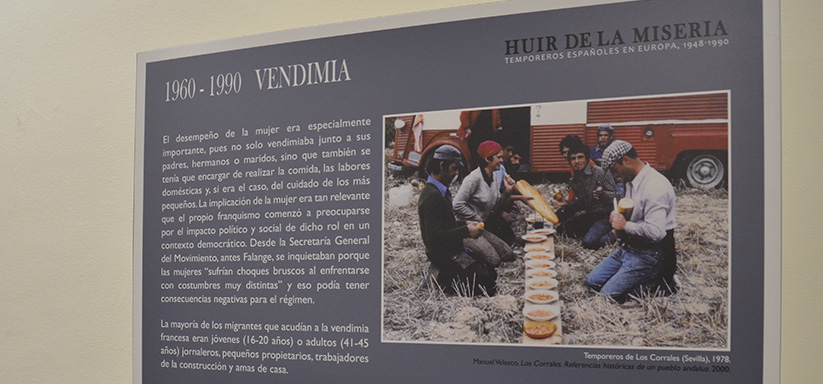 HUIR DE LA MISERIA
TEMPOREROS ESPAÑOLES EN EUROPA, 1948-1990
1960 - 1990 VENDIMIA
El desempeño de la mujer era especialmente
importante, pues no solo vendimiaba junto a sus
padres, hermanos o maridos, sino que también se
tenía que encargar de realizar la comida, las labores
domésticas y, si era el caso, del cuidado de los más
pequeños. La implicación de la mujer era tan relevante
que el propio franquismo comenzó a preocuparse
por el impacto político y social de dicho rol en un
contexto democrático. Desde la Secretaría General
del Movimiento, antes Falange, se inquietaban porque
las mujeres “sufrían choques bruscos al enfrentarse
con costumbres muy distintas” y eso podía tener
consecuencias negativas para el régimen.
La mayoría de los migrantes que acudían a la vendimia
francesa eran jóvenes (16-20 años) o adultos (41-45
años) jornaleros, pequeños propietarios, trabajadores
de la construcción y amas de casa.
Temporeros de Los Corrales (Sevilla), 1978.
Manuel Velasco, Los Corrales. Referencias históricas de un pueblo andaluz. 2000.